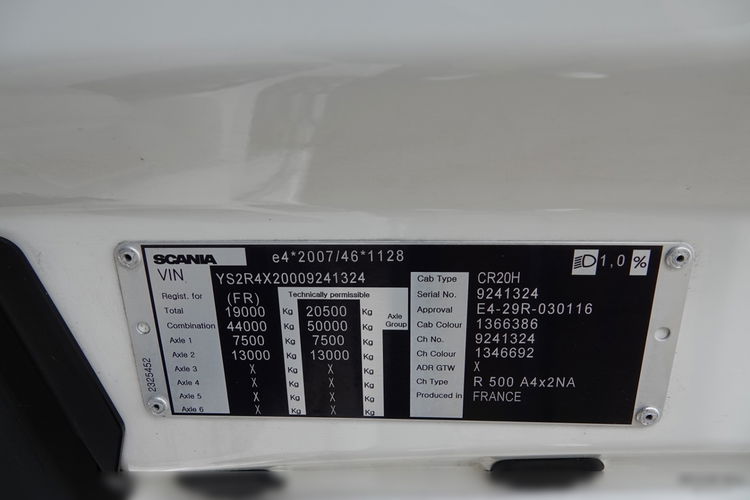 SCANIA e4*2007/46*1128 1,0 %
VIN YS2R4X20009241324
Regist. for (FR) Technically permissible
Total 19000 Kg 20500 Kg Axle Group
Combination 44000 Kg 50000 Kg
Axle 1 7500 Kg 7500 Kg
Axle 2 13000 Kg 13000 Kg
Axle 3 X Kg X Kg
Axle 4 X Kg X Kg
Axle 5 X Kg X Kg
Axle 6 X Kg X Kg
Cab Type CR20H
Serial No. 9241324
Approval E4-29R-030116
Cab Colour 1366386
Ch No. 9241324
Ch Colour 1346692
ADR GTW X
Ch Type R 500 A4x2NA
Produced in FRANCE
2325452